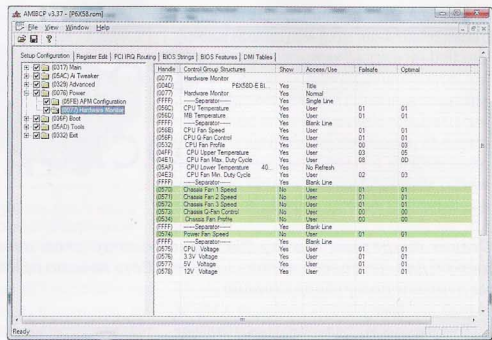 AMIBCP v3.37 - [P6X58.rom]
File View Window Help
Setup Configuration Register Edit PCI IRQ Routing BIOS Strings BIOS Features DMI Tables
(0317) Main
(05AC) Ai Tweaker
(0329) Advanced
(0076) Power
(05FE) APM Configuration
(0077) Hardware Monitor
(036F) Boot
(05AD) Tools
(0332) Exit
Handle Control Group Structures Show Access/Use Failsafe Optimal
(0077) Hardware Monitor
(004D) P6X58D-E BI... Yes Title
(0077) Hardware Monitor Yes Normal
(FFFF) -----Separator----- Yes Single Line
(056C) CPU Temperature Yes User 01 01
(056D) MB Temperature Yes User 01 01
(FFFF) -----Separator----- Yes Blank Line
(056E) CPU Fan Speed Yes User 01 01
(056F) CPU Q-Fan Control Yes User 01 01
(0532) CPU Fan Profile Yes User 00 03
(04FF) CPU Upper Temperature Yes User 03 05
(04E1) CPU Fan Max. Duty Cycle Yes User 08 0D
(05AF) CPU Lower Temperature 40... Yes No Refresh
(04E3) CPU Fan Min. Duty Cycle Yes User 02 03
(FFFF) -----Separator----- Yes Blank Line
(0570) Chassis Fan 1 Speed No User 01 01
(0571) Chassis Fan 2 Speed No User 01 01
(0572) Chassis Fan 3 Speed No User 01 01
(0573) Chassis Q-Fan Control No User 00 00
(0534) Chassis Fan Profile No User 00 00
(FFFF) -----Separator----- Yes Blank Line
(0574) Power Fan Speed No User 01 01
(FFFF) -----Separator----- Yes Blank Line
(0575) CPU Voltage Yes User 01 01
(0576) 3.3V Voltage Yes User 01 01
(0577) 5V Voltage Yes User 01 01
(0578) 12V Voltage Yes User 01 01
Ready